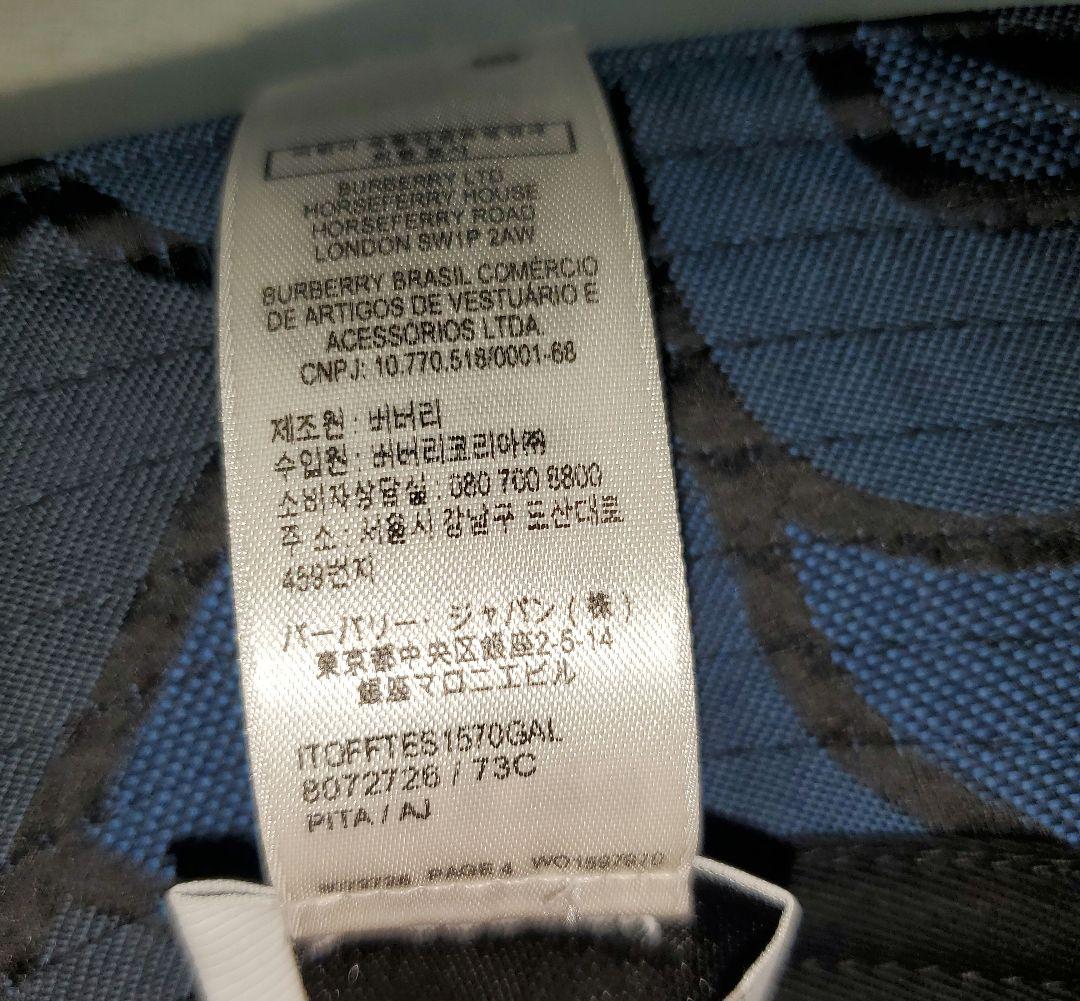 BURBERRY LTD
HORSEFERRY HOUSE
HORSEFERRY ROAD
LONDON SW1P 2AW
BURBERRY BRASIL COMÉRCIO
DE ARTIGOS DE VESTUÁRIO E
ACESSORIOS LTDA.
CNPJ: 10.770.518/0001-68
제조원 : 버버리
수입원 : 버버리코리아㈜
소비자상담실 : 080 700 8800
주 소 : 서울시 강남구 도산대로
459번지
バーバリー・ジャパン(株)
東京都中央区銀座2-5-14
銀座マロニエビル
ITOFFTES1570GAL
8072726 / 73C
PITA / AJ
PAGE 4